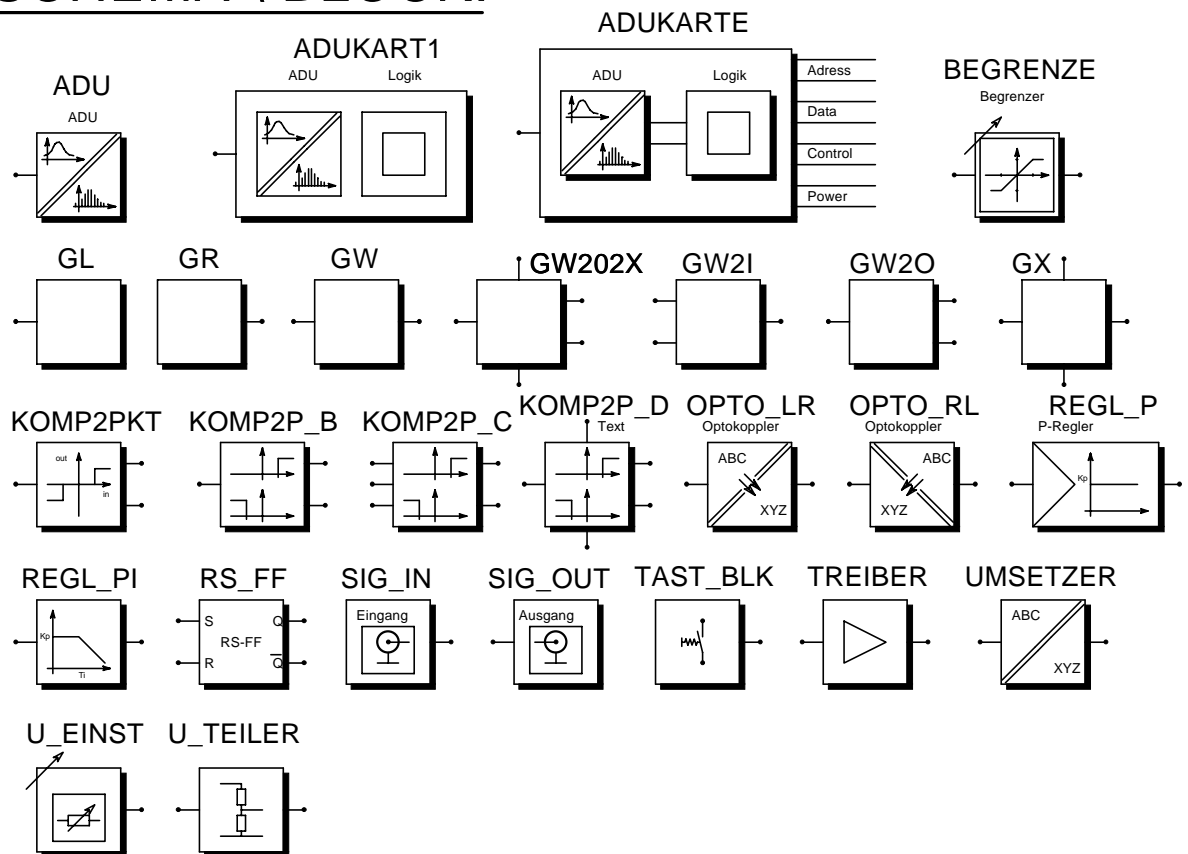 ADUKARTE
ADUKART1
ADU Logik
ADU
ADU
ADU Logik
Adress
Data
Control
Power
BEGRENZE
Begrenzer
GL GR GW GW202X GW2I GW2O GX
KOMP2PKT KOMP2P_B KOMP2P_C KOMP2P_D OPTO_LR OPTO_RL REGL_P
Text Optokoppler Optokoppler P-Regler
out
in
ABC
XYZ
ABC
XYZ
Kp
REGL_PI RS_FF SIG_IN SIG_OUT TAST_BLK TREIBER UMSETZER
Kp
Ti
S Q
RS-FF
R Q
Eingang
Ausgang
ABC
XYZ
U_EINST U_TEILER